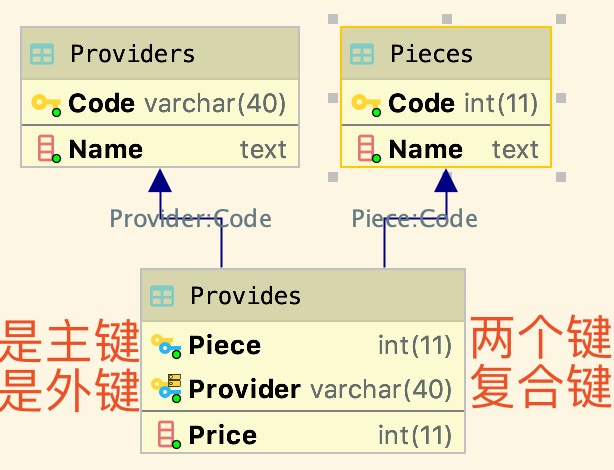 Providers
Code varchar(40)
Name text
Pieces
Code int(11)
Name text
Provider:Code
Piece:Code
Provides
Piece int(11)
Provider varchar(40)
Price int(11)
是主键
是外键
两个键
复合键